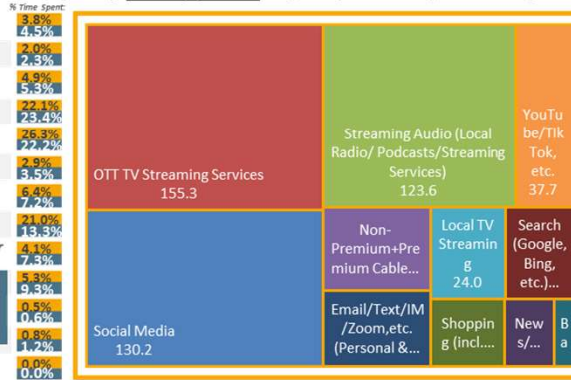 % Time Spent:
3.8%
4.5%
2.0%
2.3%
4.9%
5.3%
22.1%
23.4%
26.3%
22.2%
2.9%
3.5%
6.4%
7.2%
21.0%
13.3%
4.1%
7.3%
5.3%
9.3%
0.5%
0.6%
0.8%
1.2%
0.0%
0.0%
OTT TV Streaming Services
155.3
Social Media
130.2
Streaming Audio (Local
Radio/ Podcasts/Streaming
Services)
123.6
YouTu
be/Tik
Tok,
etc.
37.7
Non-
Premium+Pre
mium Cable...
Local TV
Streamin
g
24.0
Search
(Google,
Bing,
etc.)...
Email/Text/IM
/Zoom,etc.
(Personal &...
Shoppin
g (incl....
New
s/...
B
a